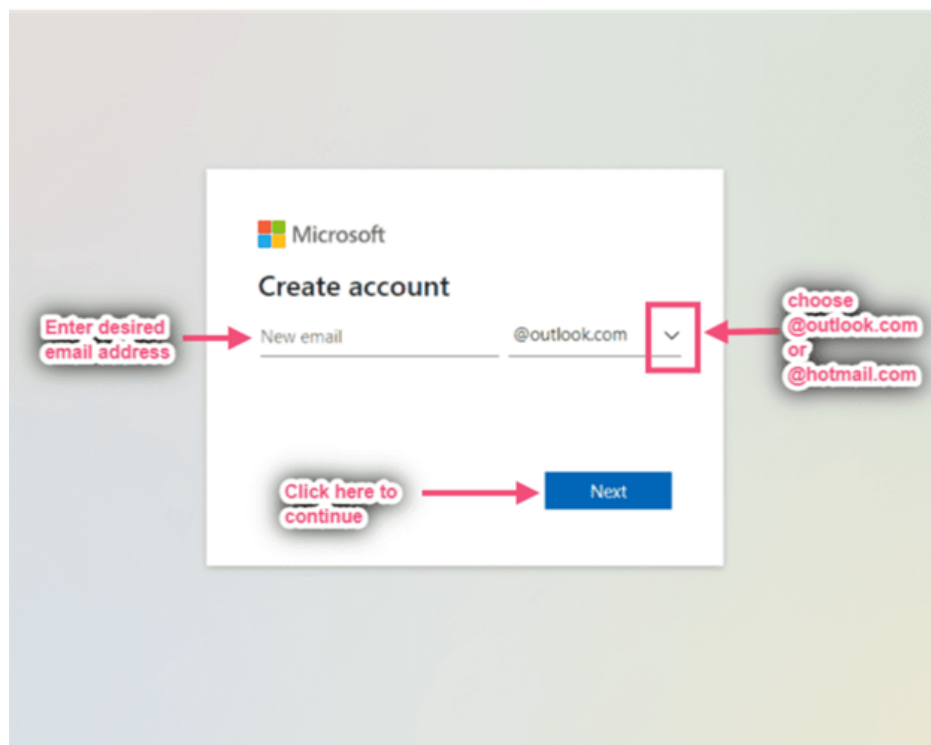 Microsoft
Create account
Enter desired
email address
New email
@outlook.com
choose
@outlook.com
or
@hotmail.com
Click here to
continue
Next